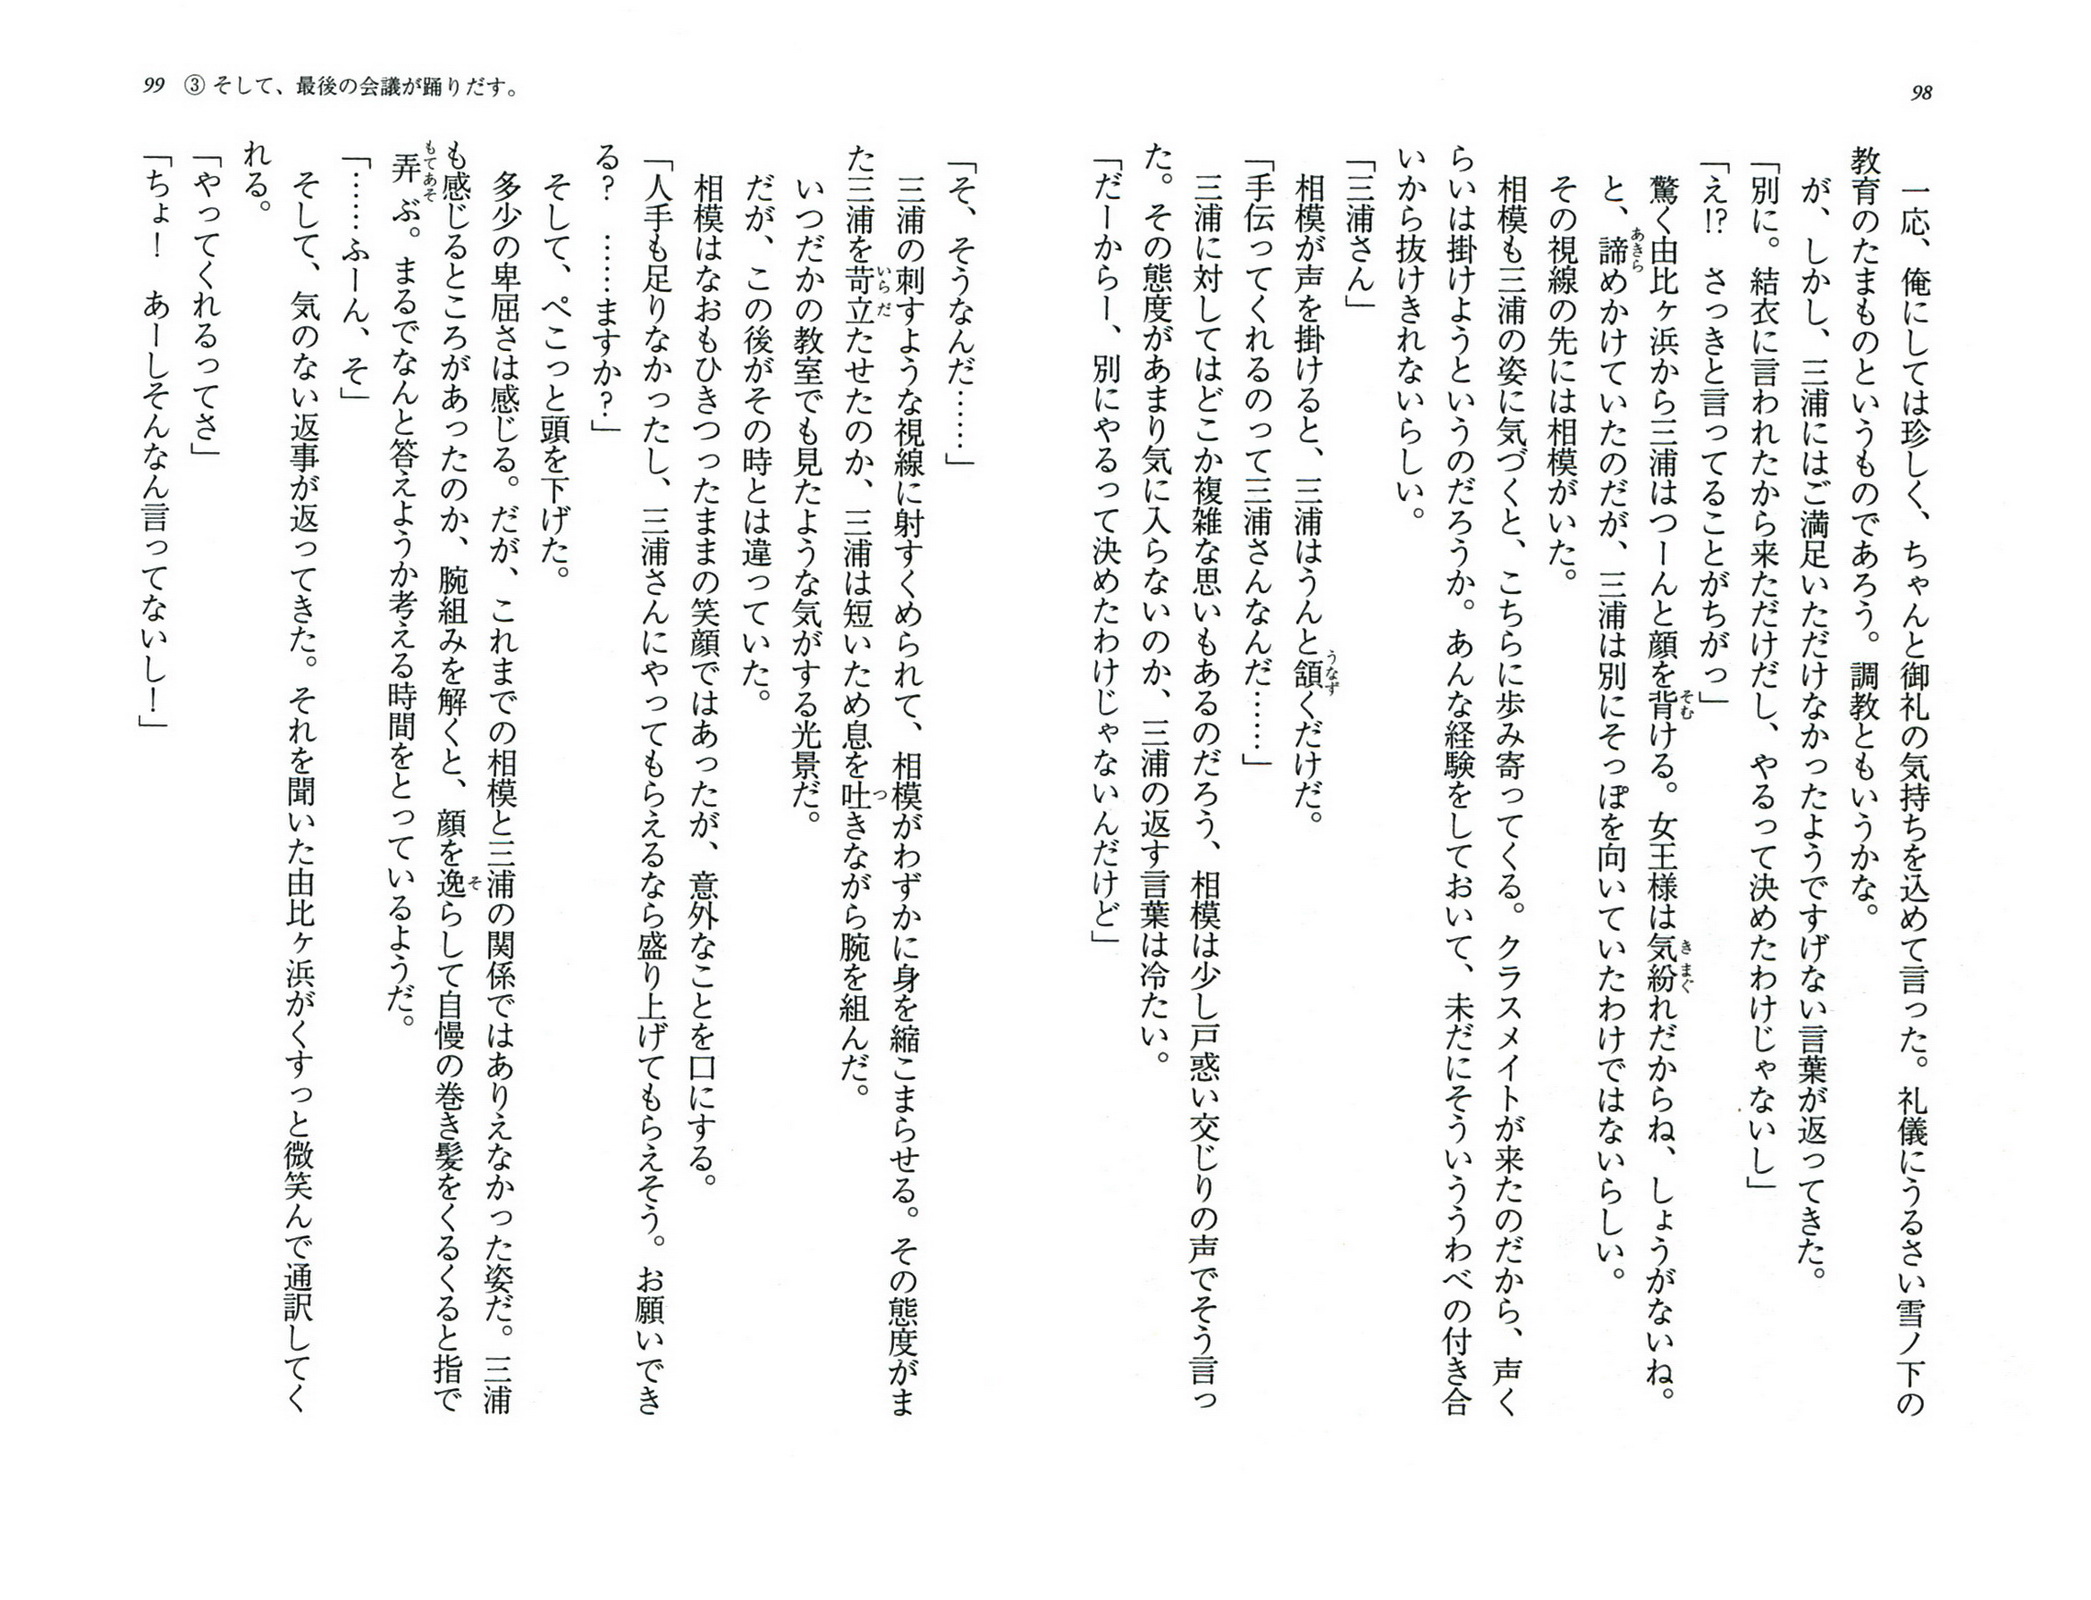 98
一応、俺にしては珍しく、ちゃんと御礼の気持ちを込めて言った。礼儀にうるさい雪ノ下の
教育のたまものというものであろう。調教ともいうかな。
が、しかし、三浦にはご満足いただけなかったようですげない言葉が返ってきた。
「別に。結衣に言われたから来ただけだし、やるって決めたわけじゃないし」
「え!?　さっきと言ってることがちがっ」
驚く由比ヶ浜から三浦はつーんと顔を背ける。女王様は気紛れだからね、しょうがないね。
と、諦めかけていたのだが、三浦は別にそっぽを向いていたわけではないらしい。
その視線の先には相模がいた。
相模も三浦の姿に気づくと、こちらに歩み寄ってくる。クラスメイトが来たのだから、声く
らいは掛けようというのだろうか。あんな経験をしておいて、未だにそういううわべの付き合
いから抜けきれないらしい。
「三浦さん」
相模が声を掛けると、三浦はうんと頷くだけだ。
「手伝ってくれるのって三浦さんなんだ……」
三浦に対してはどこか複雑な思いもあるのだろう、相模は少し戸惑い交じりの声でそう言っ
た。その態度があまり気に入らないのか、三浦の返す言葉は冷たい。
「だーからー、別にやるって決めたわけじゃないんだけど」
99　③そして、最後の会議が踊りだす。
「そ、そうなんだ……」
三浦の刺すような視線に射すくめられて、相模がわずかに身を縮こまらせる。その態度がま
た三浦を苛立たせたのか、三浦は短いため息を吐きながら腕を組んだ。
いつだかの教室でも見たような気がする光景だ。
だが、この後がその時とは違っていた。
相模はなおもひきつったままの笑顔ではあったが、意外なことを口にする。
「人手も足りなかったし、三浦さんにやってもらえるなら盛り上げてもらえそう。お願いでき
る？　……ますか？」
そして、ぺこっと頭を下げた。
多少の卑屈さは感じる。だが、これまでの相模と三浦の関係ではありえなかった姿だ。三浦
も感じるところがあったのか、腕組みを解くと、顔を逸らして自慢の巻き髪をくるくると指で
弄ぶ。まるでなんと答えようか考える時間をとっているようだ。
「……ふーん、そ」
そして、気のない返事が返ってきた。それを聞いた由比ヶ浜がくすっと微笑んで通訳してく
れる。
「やってくれるってさ」
「ちょ！　あーしそんなん言ってないし！」